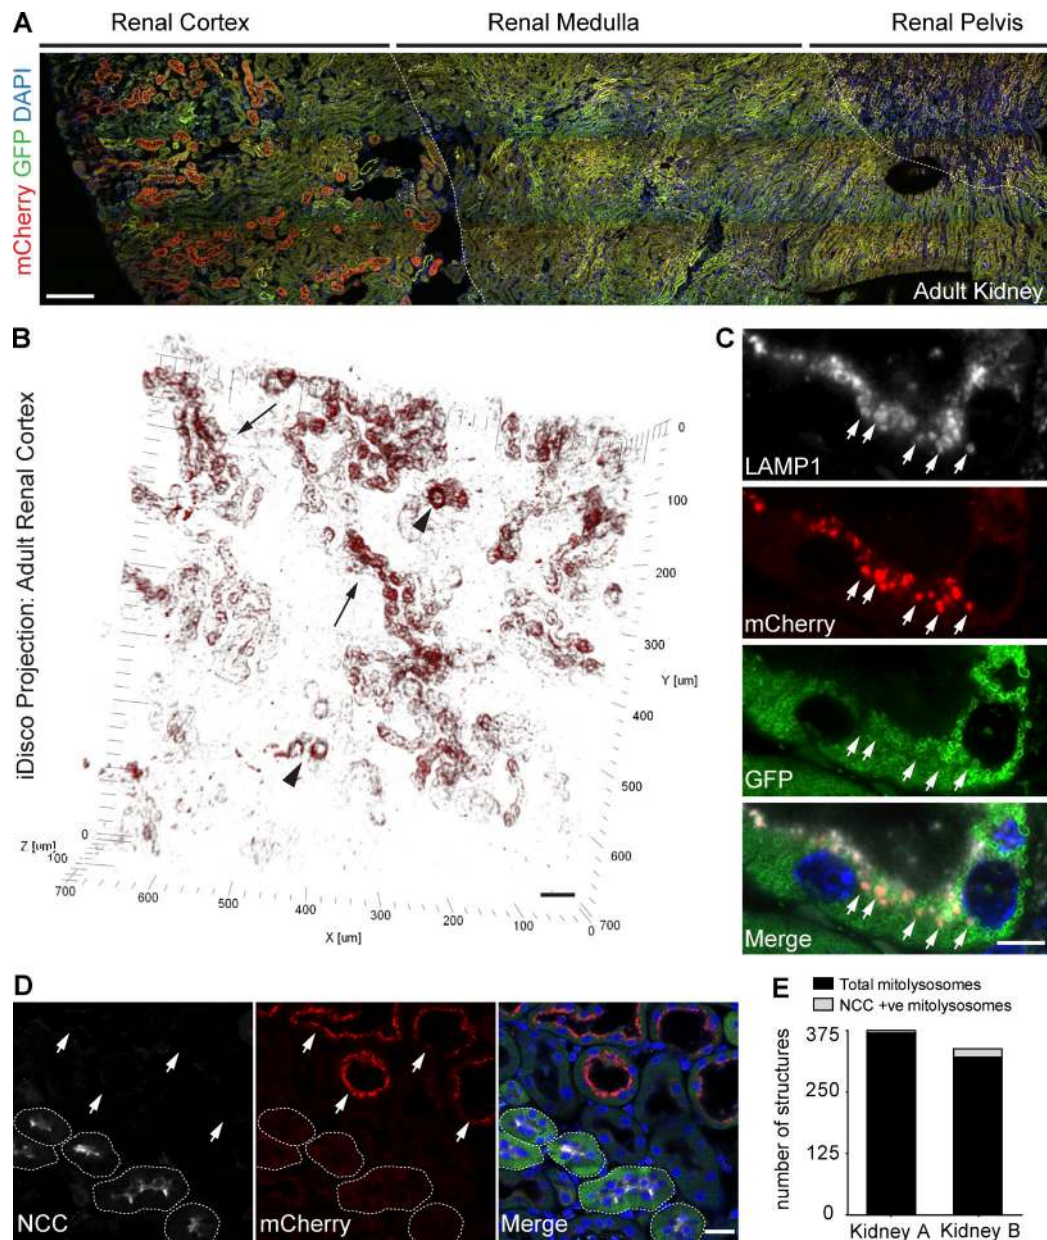 A
Renal Cortex Renal Medulla Renal Pelvis
mCherry GFP DAPI
Adult Kidney
B
iDisco Projection: Adult Renal Cortex
0
100
200
300
Y [um]
400
500
600
700
Z [um]
0
100
700
600
500
400
300
200
100
0
X [um]
C
LAMP1
mCherry
GFP
Merge
D
NCC
mCherry
Merge
E
Total mitolysosomes
NCC +ve mitolysosomes
number of structures
375
250
125
0
Kidney A Kidney B